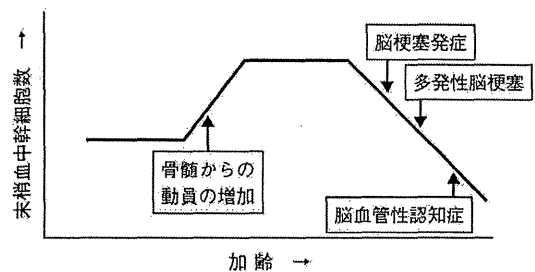 末梢血中幹細胞数 →
脳梗塞発症
多発性脳梗塞
骨髄からの
動員の増加
脳血管性認知症
加齢 →